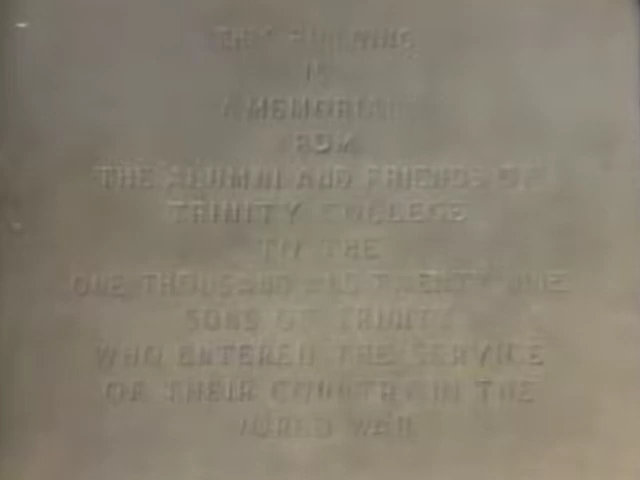 THIS BUILDING
IS
A MEMORIAL
FROM
THE ALUMNI AND FRIENDS OF
TRINITY COLLEGE
TO THE
ONE THOUSAND AND TWENTY ONE
SONS OF TRINITY
WHO ENTERED THE SERVICE
OF THEIR COUNTRY IN THE
WORLD WAR